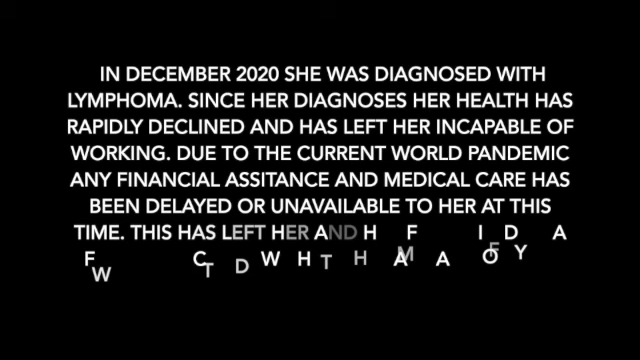 IN DECEMBER 2020 SHE WAS DIAGNOSED WITH
LYMPHOMA. SINCE HER DIAGNOSES HER HEALTH HAS
RAPIDLY DECLINED AND HAS LEFT HER INCAPABLE OF
WORKING. DUE TO THE CURRENT WORLD PANDEMIC
ANY FINANCIAL ASSITANCE AND MEDICAL CARE HAS
BEEN DELAYED OR UNAVAILABLE TO HER AT THIS
TIME. THIS HAS LEFT HER AND